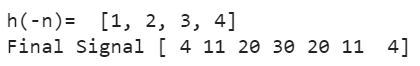 h(-n)=  [1, 2, 3, 4]
Final Signal [ 4 11 20 30 20 11  4]